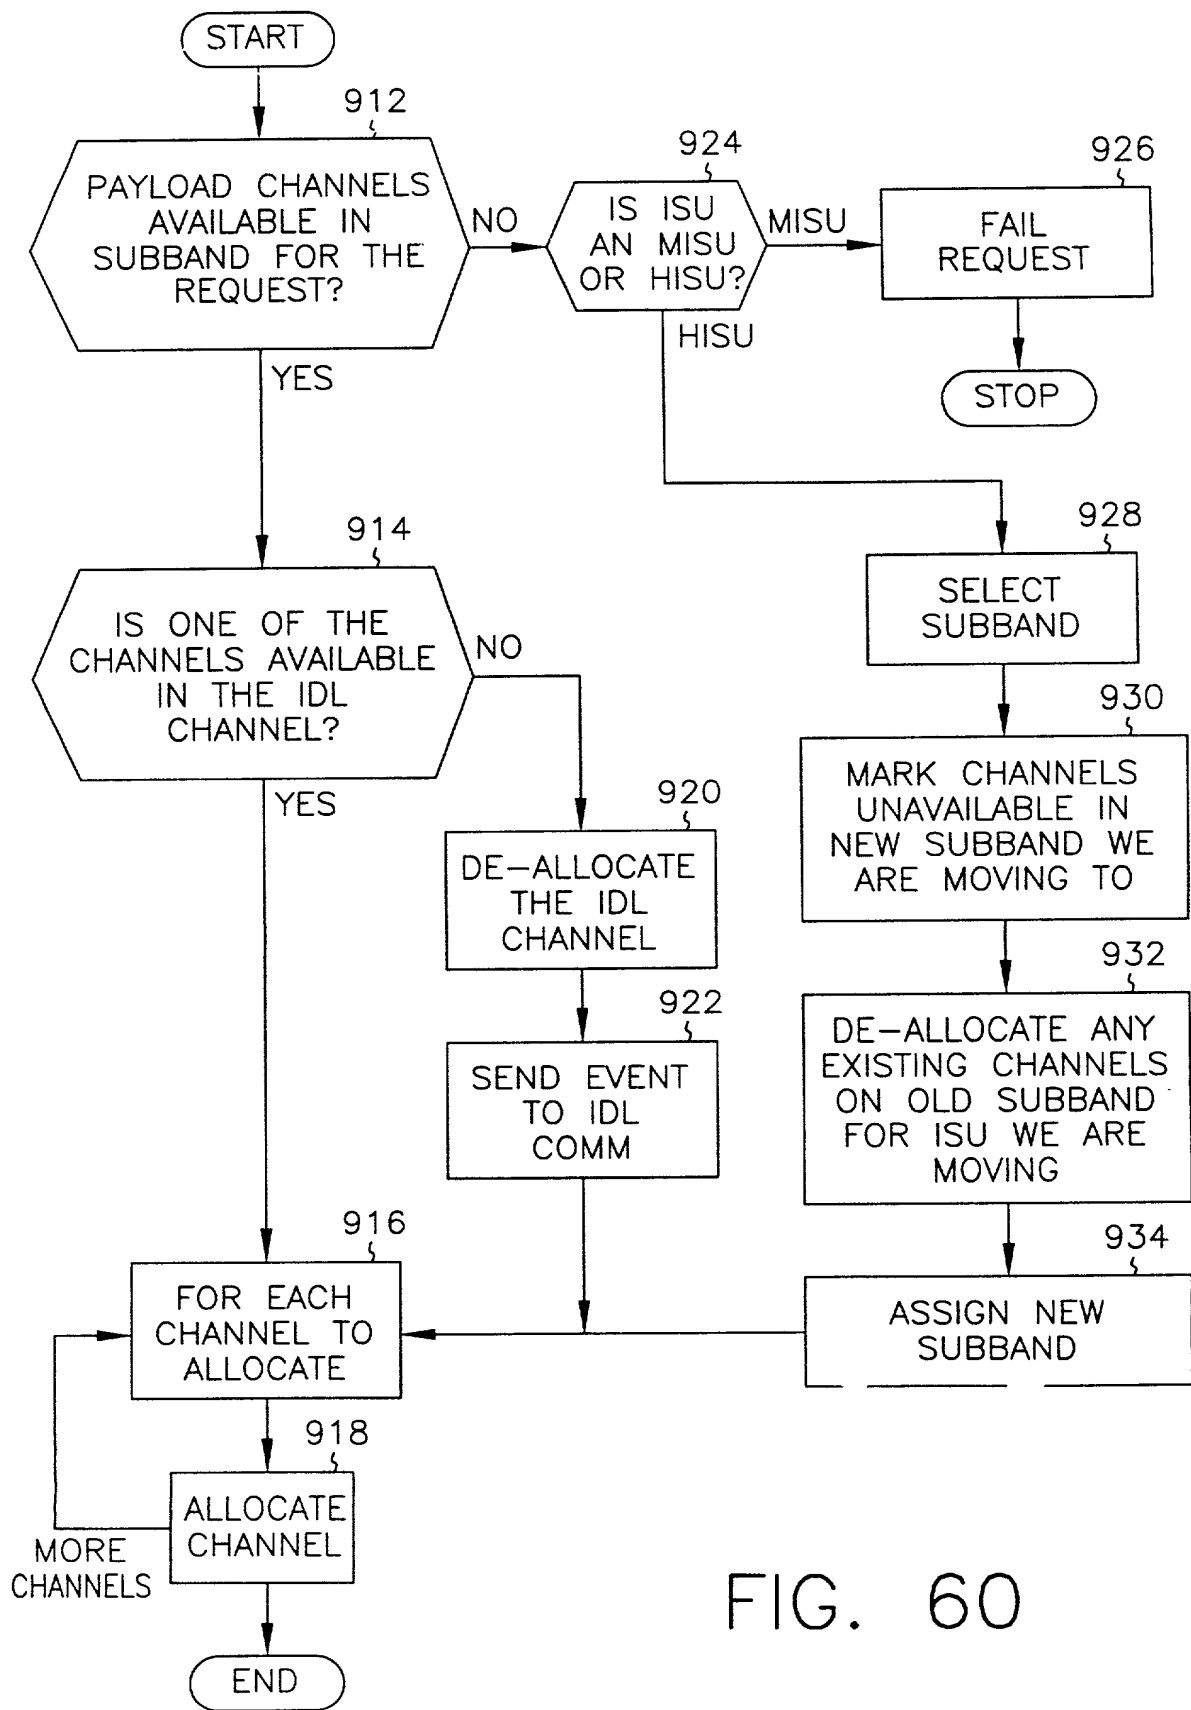 START
912
PAYLOAD CHANNELS
AVAILABLE IN
SUBBAND FOR THE
REQUEST?
NO
YES
924
IS ISU
AN MISU
OR HISU?
MISU
HISU
926
FAIL
REQUEST
STOP
914
IS ONE OF THE
CHANNELS AVAILABLE
IN THE IDL
CHANNEL?
NO
YES
928
SELECT
SUBBAND
930
MARK CHANNELS
UNAVAILABLE IN
NEW SUBBAND WE
ARE MOVING TO
920
DE-ALLOCATE
THE IDL
CHANNEL
932
DE-ALLOCATE ANY
EXISTING CHANNELS
ON OLD SUBBAND
FOR ISU WE ARE
MOVING
922
SEND EVENT
TO IDL
COMM
916
FOR EACH
CHANNEL TO
ALLOCATE
934
ASSIGN NEW
SUBBAND
918
ALLOCATE
CHANNEL
MORE
CHANNELS
END
FIG. 60